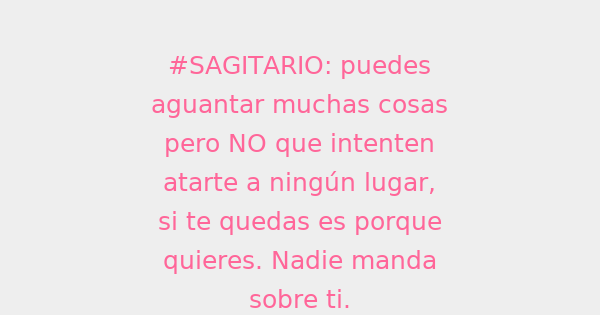 #SAGITARIO: puedes
aguantar muchas cosas
pero NO que intenten
atarte a ningún lugar,
si te quedas es porque
quieres. Nadie manda
sobre ti.